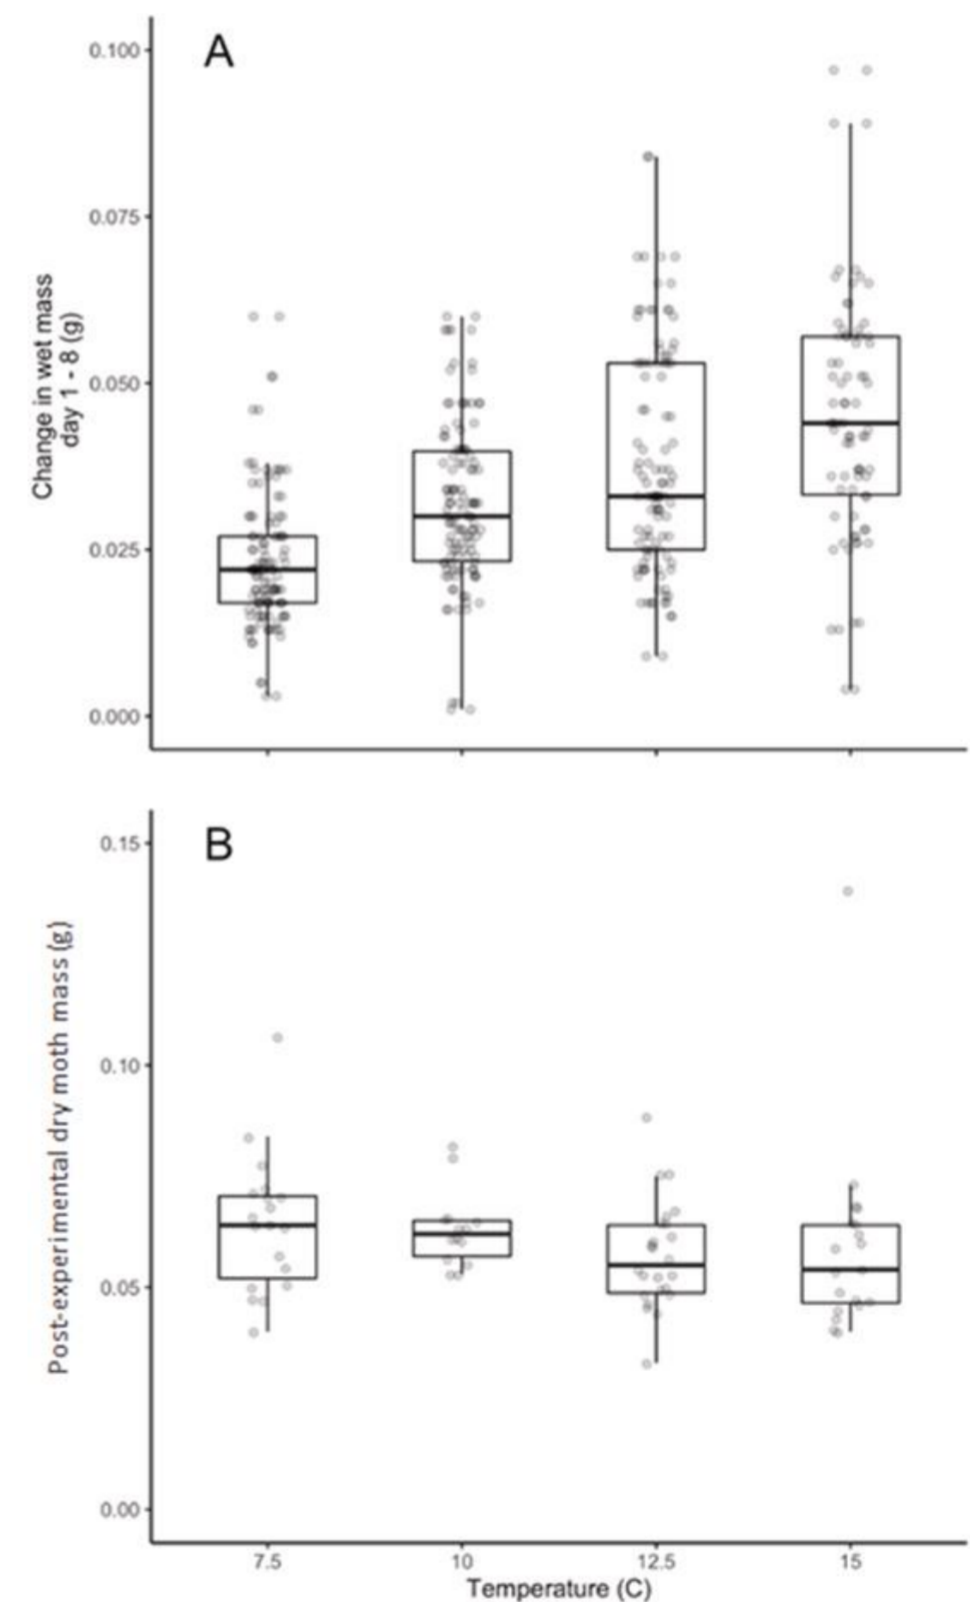 A
0.100
0.075
0.050
0.025
0.000
Change in wet mass
day 1 - 8 (g)
B
0.15
0.10
0.05
0.00
Post-experimental dry moth mass (g)
7.5 10 12.5 15
Temperature (C)